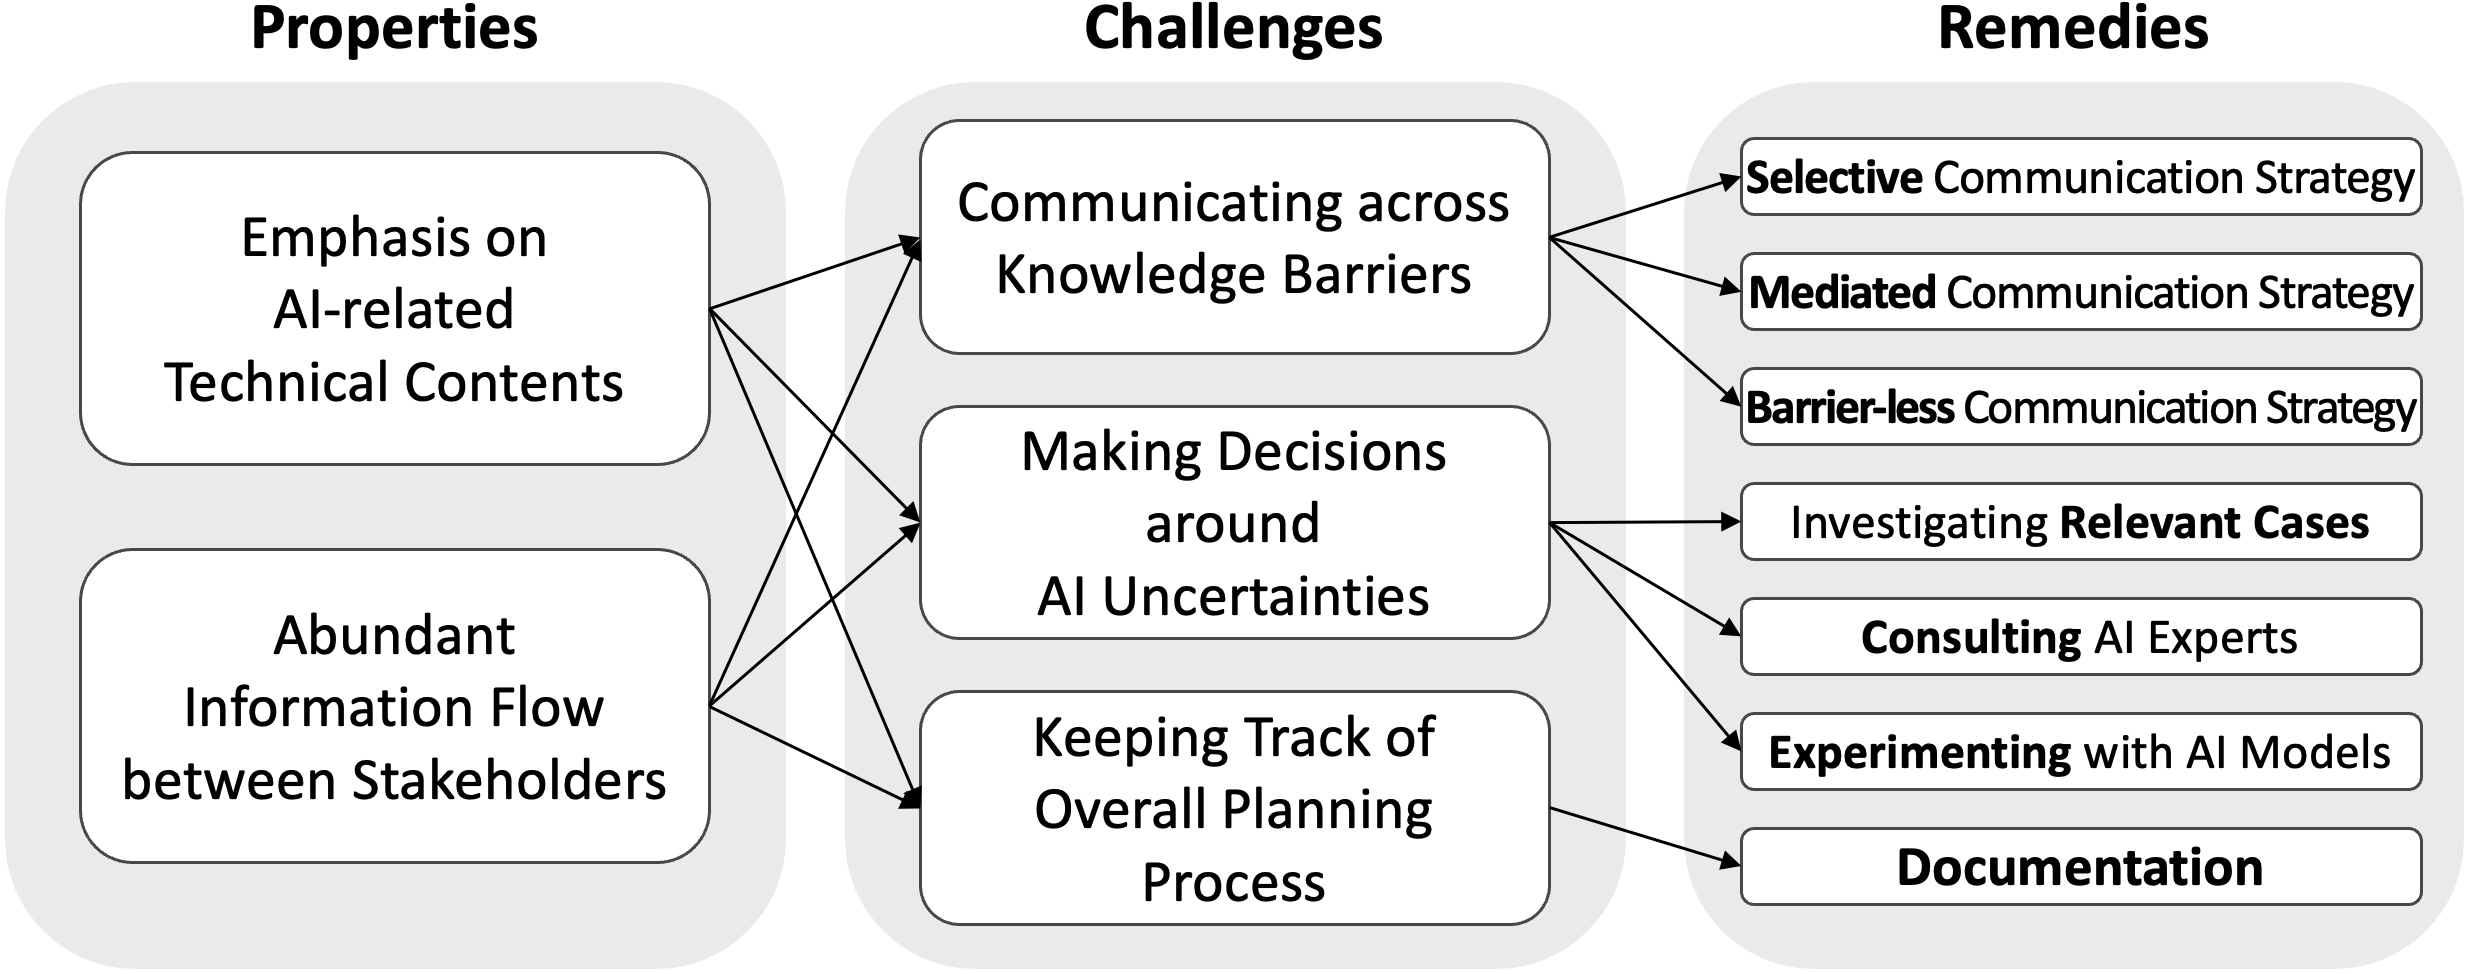 Properties
Emphasis on
AI-related
Technical Contents
Abundant
Information Flow
between Stakeholders
Challenges
Communicating across
Knowledge Barriers
Making Decisions
around
AI Uncertainties
Keeping Track of
Overall Planning
Process
Remedies
Selective Communication Strategy
Mediated Communication Strategy
Barrier-less Communication Strategy
Investigating Relevant Cases
Consulting AI Experts
Experimenting with AI Models
Documentation